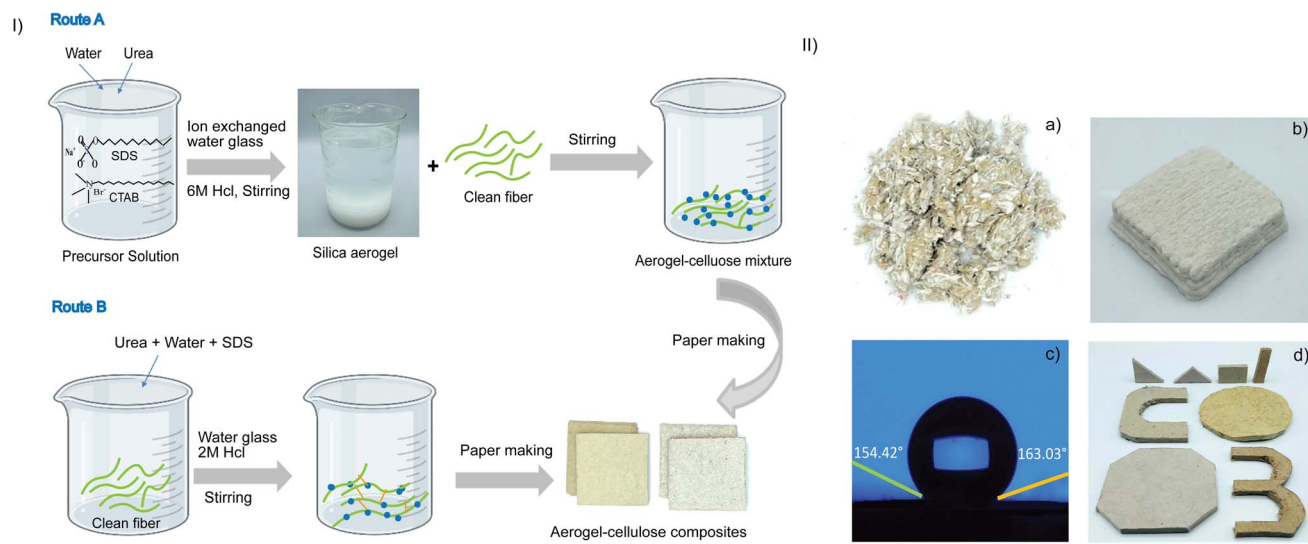 I)
Route A
Water Urea
Na⁺
SDS
N⁺
Br⁻
CTAB
Precursor Solution
Ion exchanged
water glass
6M Hcl, Stirring
Silica aerogel
+
Clean fiber
Stirring
Aerogel-celluose mixture
Paper making
Route B
Urea + Water + SDS
Clean fiber
Water glass
2M Hcl
Stirring
Paper making
Aerogel-cellulose composites
II)
a)
b)
c)
154.42°
163.03°
d)